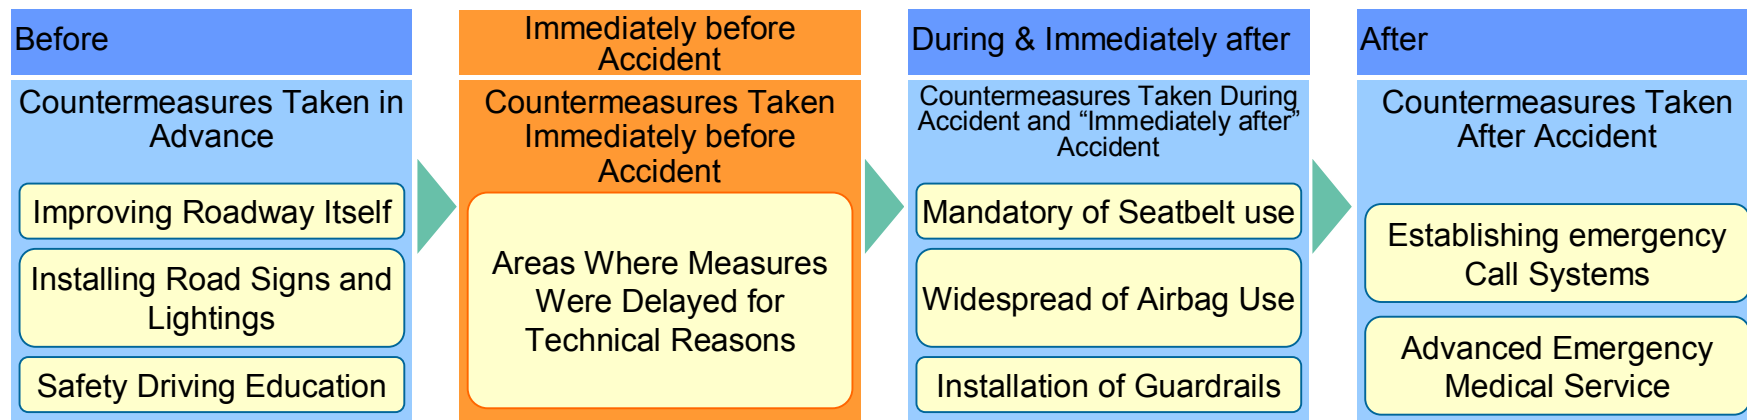 Before
Countermeasures Taken in
Advance
Improving Roadway Itself
Installing Road Signs and
Lightings
Safety Driving Education
Immediately before
Accident
Countermeasures Taken
Immediately before
Accident
Areas Where Measures
Were Delayed for
Technical Reasons
During & Immediately after
Countermeasures Taken During
Accident and “Immediately after”
Accident
Mandatory of Seatbelt use
Widespread of Airbag Use
Installation of Guardrails
After
Countermeasures Taken
After Accident
Establishing emergency
Call Systems
Advanced Emergency
Medical Service